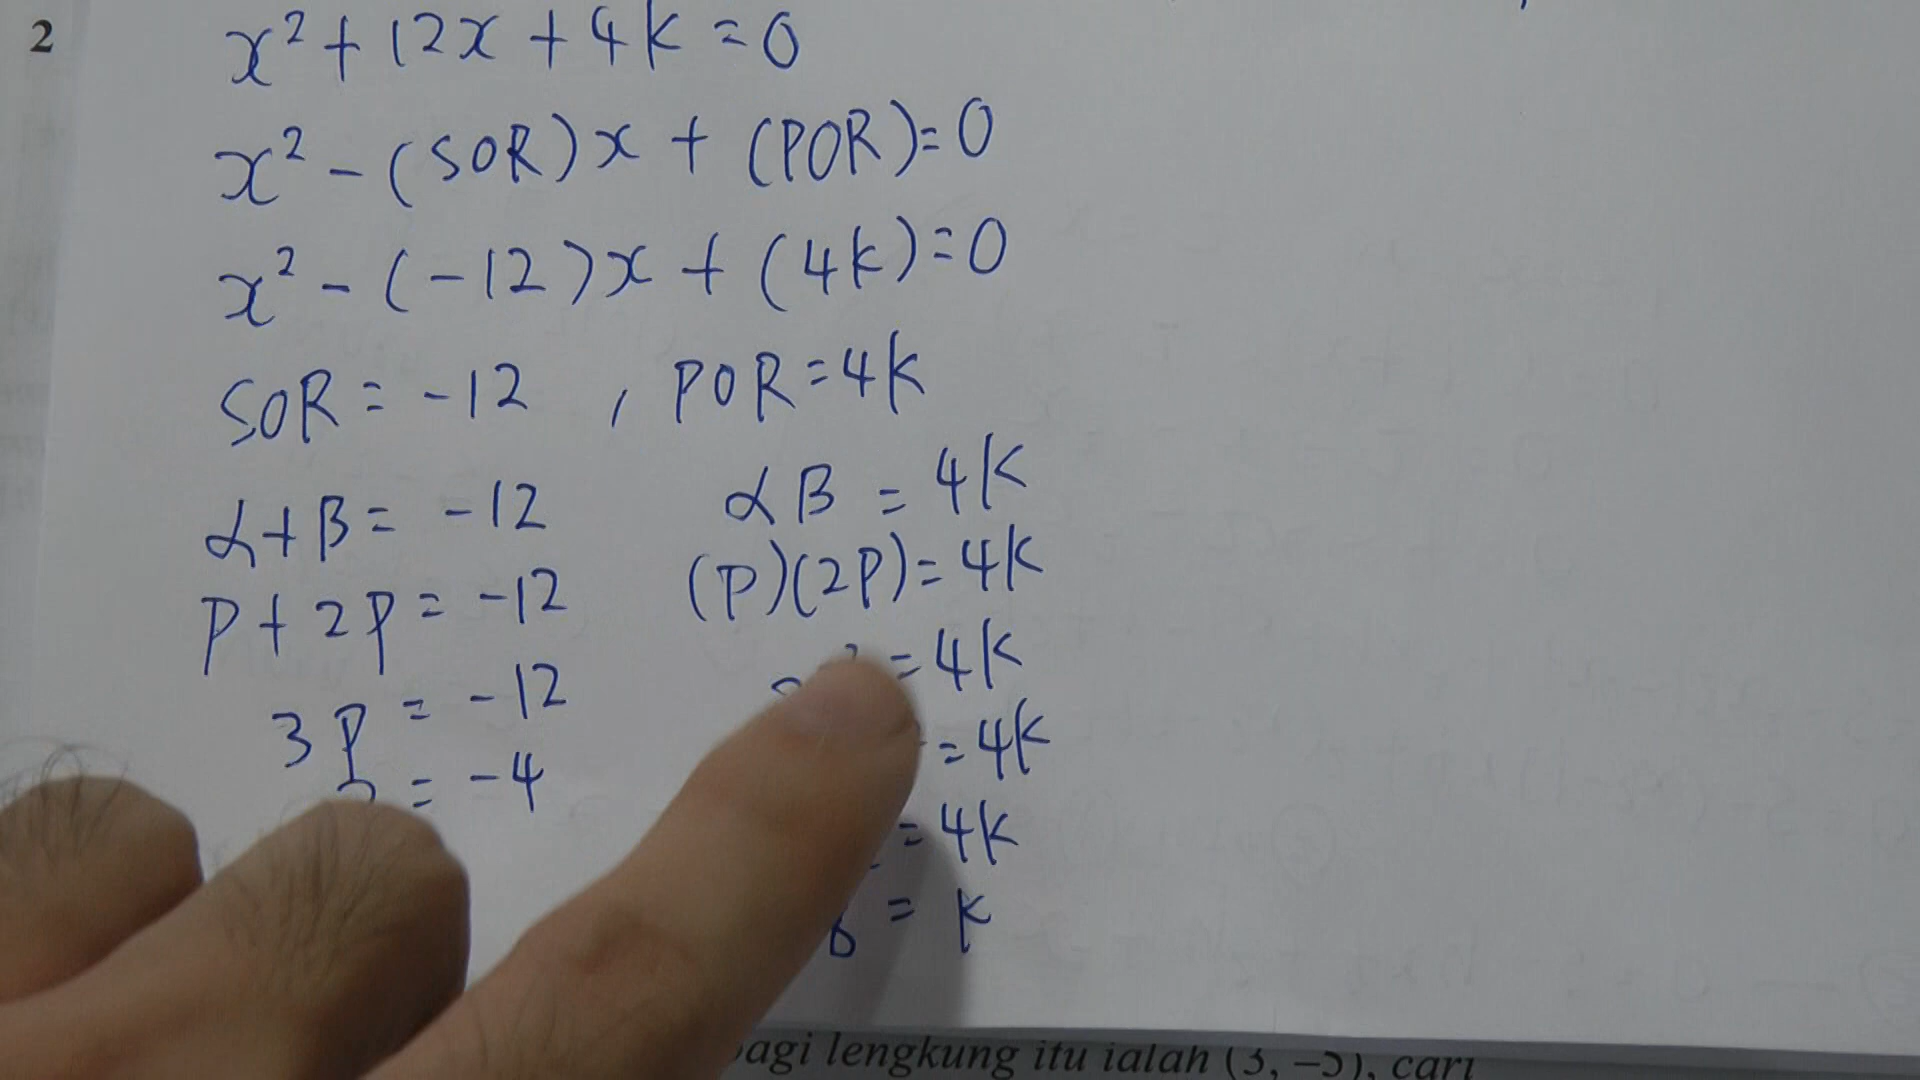 2
x² + 12x + 4k = 0
x² - (SOR)x + (POR) = 0
x² - (-12)x + (4k) = 0
SOR = -12 , POR = 4k
α + β = -12
αβ = 4k
p + 2p = -12
(p)(2p) = 4k
3p = -12
= 4k
= -4
= 4k
= 4k
8 = k
lengkung itu ialah (3, −5), cari